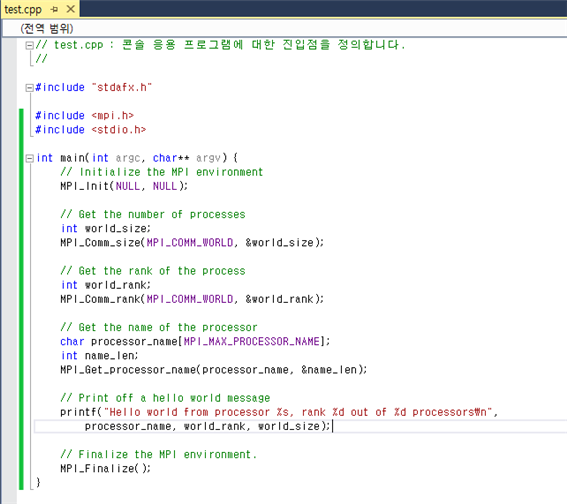 test.cpp
(전역 범위)
// test.cpp : 콘솔 응용 프로그램에 대한 진입점을 정의합니다.
//
#include "stdafx.h"
#include <mpi.h>
#include <stdio.h>
int main(int argc, char** argv) {
// Initialize the MPI environment
MPI_Init(NULL, NULL);
// Get the number of processes
int world_size;
MPI_Comm_size(MPI_COMM_WORLD, &world_size);
// Get the rank of the process
int world_rank;
MPI_Comm_rank(MPI_COMM_WORLD, &world_rank);
// Get the name of the processor
char processor_name[MPI_MAX_PROCESSOR_NAME];
int name_len;
MPI_Get_processor_name(processor_name, &name_len);
// Print off a hello world message
printf("Hello world from processor %s, rank %d out of %d processors₩n",
processor_name, world_rank, world_size);
// Finalize the MPI environment.
MPI_Finalize();
}